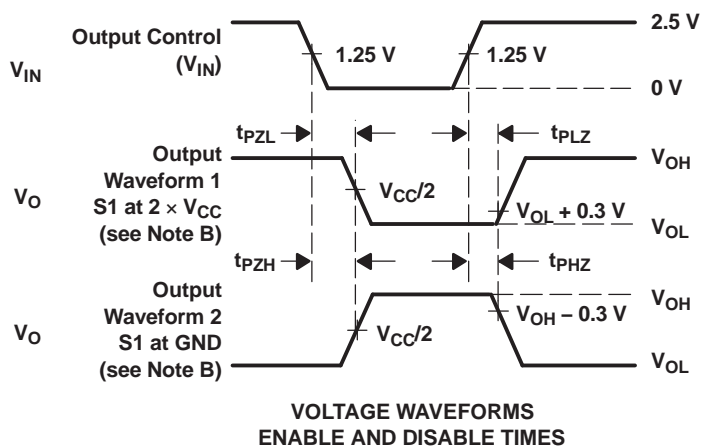 2.5 V
Output Control
(VIN)
VIN
1.25 V
1.25 V
0 V
tPZL
tPLZ
Output
Waveform 1
S1 at 2 × VCC
(see Note B)
VO
VCC/2
VOH
VOL + 0.3 V
VOL
tPZH
tPHZ
Output
Waveform 2
S1 at GND
(see Note B)
VO
VCC/2
VOH
VOH – 0.3 V
VOL
VOLTAGE WAVEFORMS
ENABLE AND DISABLE TIMES